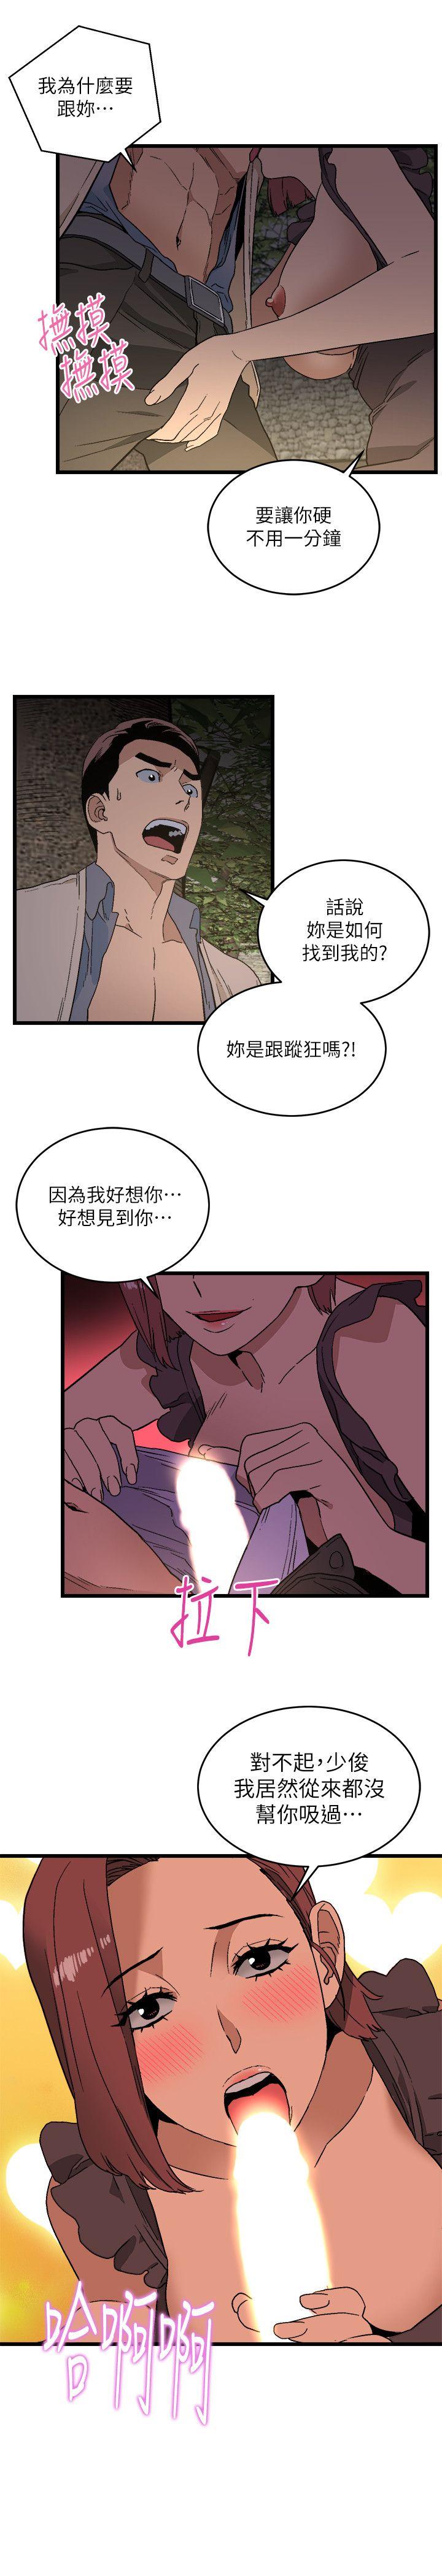 我為什麼要
跟妳…
撫摸
撫摸
要讓你硬
不用一分鐘
話說
妳是如何
找到我的?
妳是跟蹤狂嗎?!
因為我好想你…
好想見到你…
拉下
對不起，少俊
我居然從來都沒
幫你吸過…
哈啊啊